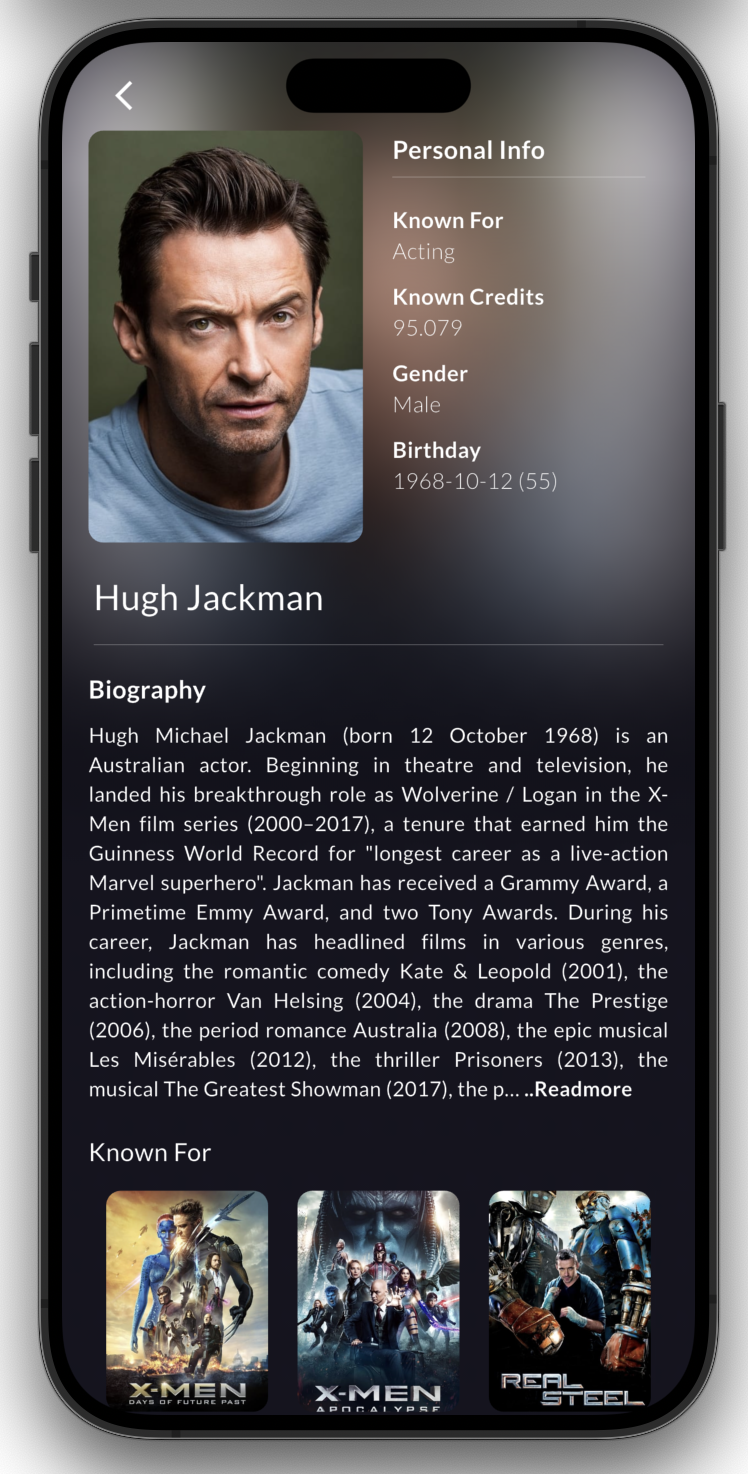 Personal Info
Known For
Acting
Known Credits
95.079
Gender
Male
Birthday
1968-10-12 (55)
Hugh Jackman
Biography
Hugh Michael Jackman (born 12 October 1968) is an
Australian actor. Beginning in theatre and television, he
landed his breakthrough role as Wolverine / Logan in the X-
Men film series (2000–2017), a tenure that earned him the
Guinness World Record for "longest career as a live-action
Marvel superhero". Jackman has received a Grammy Award, a
Primetime Emmy Award, and two Tony Awards. During his
career, Jackman has headlined films in various genres,
including the romantic comedy Kate & Leopold (2001), the
action-horror Van Helsing (2004), the drama The Prestige
(2006), the period romance Australia (2008), the epic musical
Les Misérables (2012), the thriller Prisoners (2013), the
musical The Greatest Showman (2017), the p... ..Readmore
Known For
X-MEN
DAYS OF FUTURE PAST
X-MEN
APOCALYPSE
REAL
STEEL